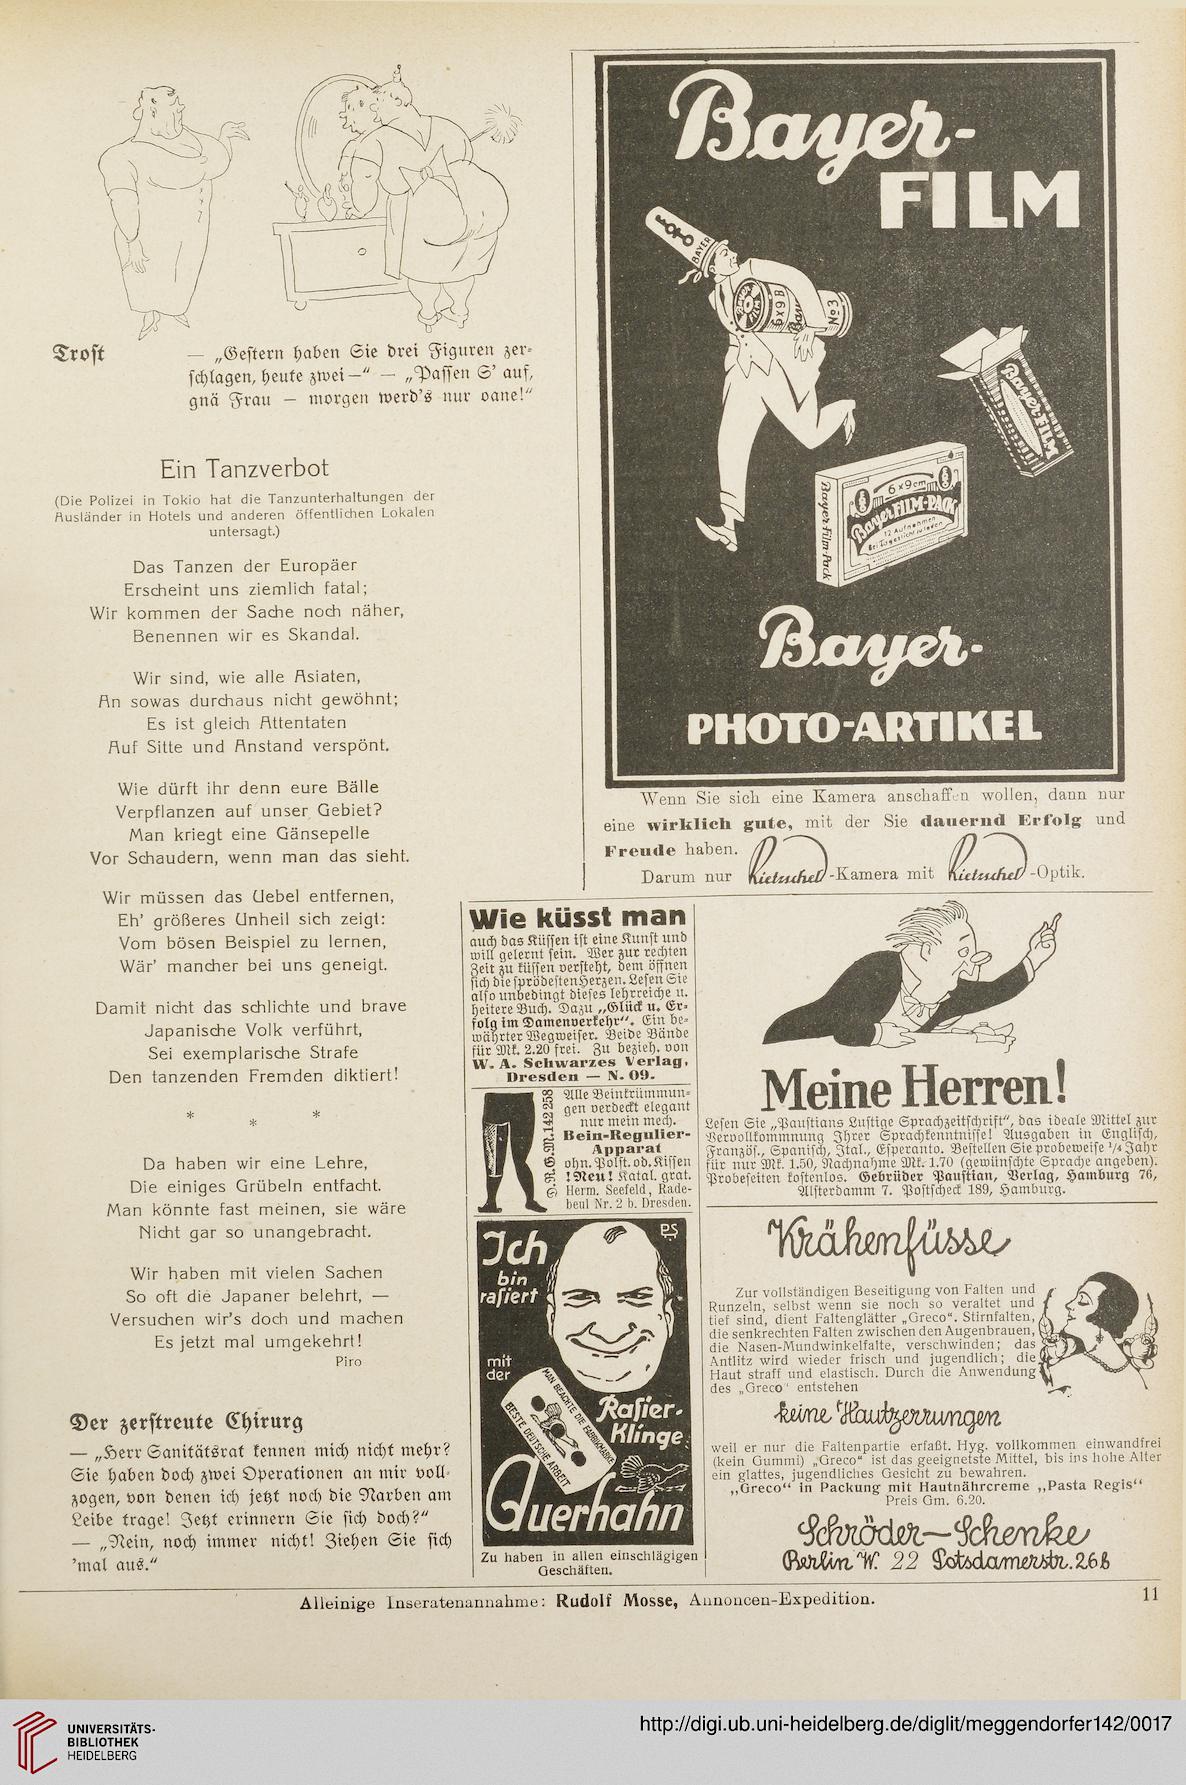 Trost
— „Gestern haben Sie drei Figuren zer-
schlagen, heute zwei—“ — „Passen S' auf,
gnä Frau — morgen werd's nur oane!“
Ein Tanzverbot
(Die Polizei in Tokio hat die Tanzunterhaltungen der
Ausländer in Hotels und anderen öffentlichen Lokalen
untersagt.)
Das Tanzen der Europäer
Erscheint uns ziemlich fatal;
Wir kommen der Sache noch näher,
Benennen wir es Skandal.
Wir sind, wie alle Asiaten,
An sowas durchaus nicht gewöhnt;
Es ist gleich Attentaten
Auf Sitte und Anstand verspönt.
Wie dürft ihr denn eure Bälle
Verpflanzen auf unser Gebiet?
Man kriegt eine Gänsepelle
Vor Schaudern, wenn man das sieht.
Wir müssen das Uebel entfernen,
Eh' größeres Unheil sich zeigt:
Vom bösen Beispiel zu lernen,
Wär' mancher bei uns geneigt.
Damit nicht das schlichte und brave
Japanische Volk verführt,
Sei exemplarische Strafe
Den tanzenden Fremden diktiert!
* * *
Da haben wir eine Lehre,
Die einiges Grübeln entfacht.
Man könnte fast meinen, sie wäre
Nicht gar so unangebracht.
Wir haben mit vielen Sachen
So oft die Japaner belehrt, —
Versuchen wir's doch und machen
Es jetzt mal umgekehrt!
Piro
Der zerstreute Chirurg
— „Herr Sanitätsrat kennen mich nicht mehr?
Sie haben doch zwei Operationen an mir voll-
zogen, von denen ich jetzt noch die Narben am
Leibe trage! Jetzt erinnern Sie sich doch?“
— „Nein, noch immer nicht! Ziehen Sie sich
'mal aus.“
Bayer-
FILM
FOTO
BAYER
6x9 B
No 3
Bayer-FILM
6x9cm
Bayer FILM-PACK
12 Aufnahmen
Bei Tageslicht zu laden
Bayer-Film-Pack
Bayer-
PHOTO-ARTIKEL
Wenn Sie sich eine Kamera anschaffen wollen, dann nur
eine wirklich gute, mit der Sie dauernd Erfolg und
Freude haben.
Darum nur Rietzschel-Kamera mit Rietzschel-Optik.
Wie küsst man
auch das Küssen ist eine Kunst und
will gelernt sein. Wer zur rechten
Zeit zu küssen versteht, dem öffnen
sich die sprödesten Herzen. Lesen Sie
also unbedingt dieses lehrreiche u.
heitere Buch. Dazu „Glück u. Er-
folg im Damenverkehr“. Ein be-
währter Wegweiser. Beide Bände
für Mk. 2.20 frei. Zu bezieh. von
W. A. Schwarzes Verlag,
Dresden — N. 09.
D.R.G.M. 142 258
Alle Beinkrümmun-
gen verdeckt elegant
nur mein mech.
Bein-Regulier-
Apparat
ohn. Polst. ob. Kissen
! Neu! Katal. grat.
Herm. Seefeld, Rade-
beul Nr. 2 b. Dresden.
PS
Ich
bin
rasiert
mit
der
MAN BEACHTE DIE FABRIKMARKE
BESTE DEUTSCHE ARBEIT
Rasier-
Klinge
Auerhahn
Zu haben in allen einschlägigen
Geschäften.
Meine Herren!
Lesen Sie „Paustians Lustige Sprachzeitschrift“, das ideale Mittel zur
Vervollkommnung Ihrer Sprachkenntnisse! Ausgaben in Englisch,
Französ., Spanisch, Ital., Esperanto. Bestellen Sie probeweise 1/4 Jahr
für nur Mk. 1.50, Nachnahme Mk. 1.70 (gewünschte Sprache angeben).
Probeseiten kostenlos. Gebrüder Paustian, Verlag, Hamburg 76,
Alsterdamm 7. Postscheck 189, Hamburg.
Krähenfüsse
Zur vollständigen Beseitigung von Falten und
Runzeln, selbst wenn sie noch so veraltet und
tief sind, dient Faltenglätter „Greco“. Stirnfalten,
die senkrechten Falten zwischen den Augenbrauen,
die Nasen-Mundwinkelfalte, verschwinden; das
Antlitz wird wieder frisch und jugendlich; die
Haut straff und elastisch. Durch die Anwendung
des „Greco“ entstehen
keine Hautzerrungen
weil er nur die Faltenpartie erfaßt. Hyg. vollkommen einwandfrei
(kein Gummi) „Greco“ ist das geeignetste Mittel, bis ins hohe Alter
ein glattes, jugendliches Gesicht zu bewahren.
„Greco“ in Packung mit Hautnährcreme „Pasta Regis“
Preis Gm. 6.20.
Schröder—Schenke
Berlin W. 22 Potsdamerstr. 26B
Alleinige Inseratenannahme: Rudolf Mosse, Annoncen-Expedition.
11
UNIVERSITÄTS-
BIBLIOTHEK
HEIDELBERG
http://digi.ub.uni-heidelberg.de/diglit/meggendorfer142/0017